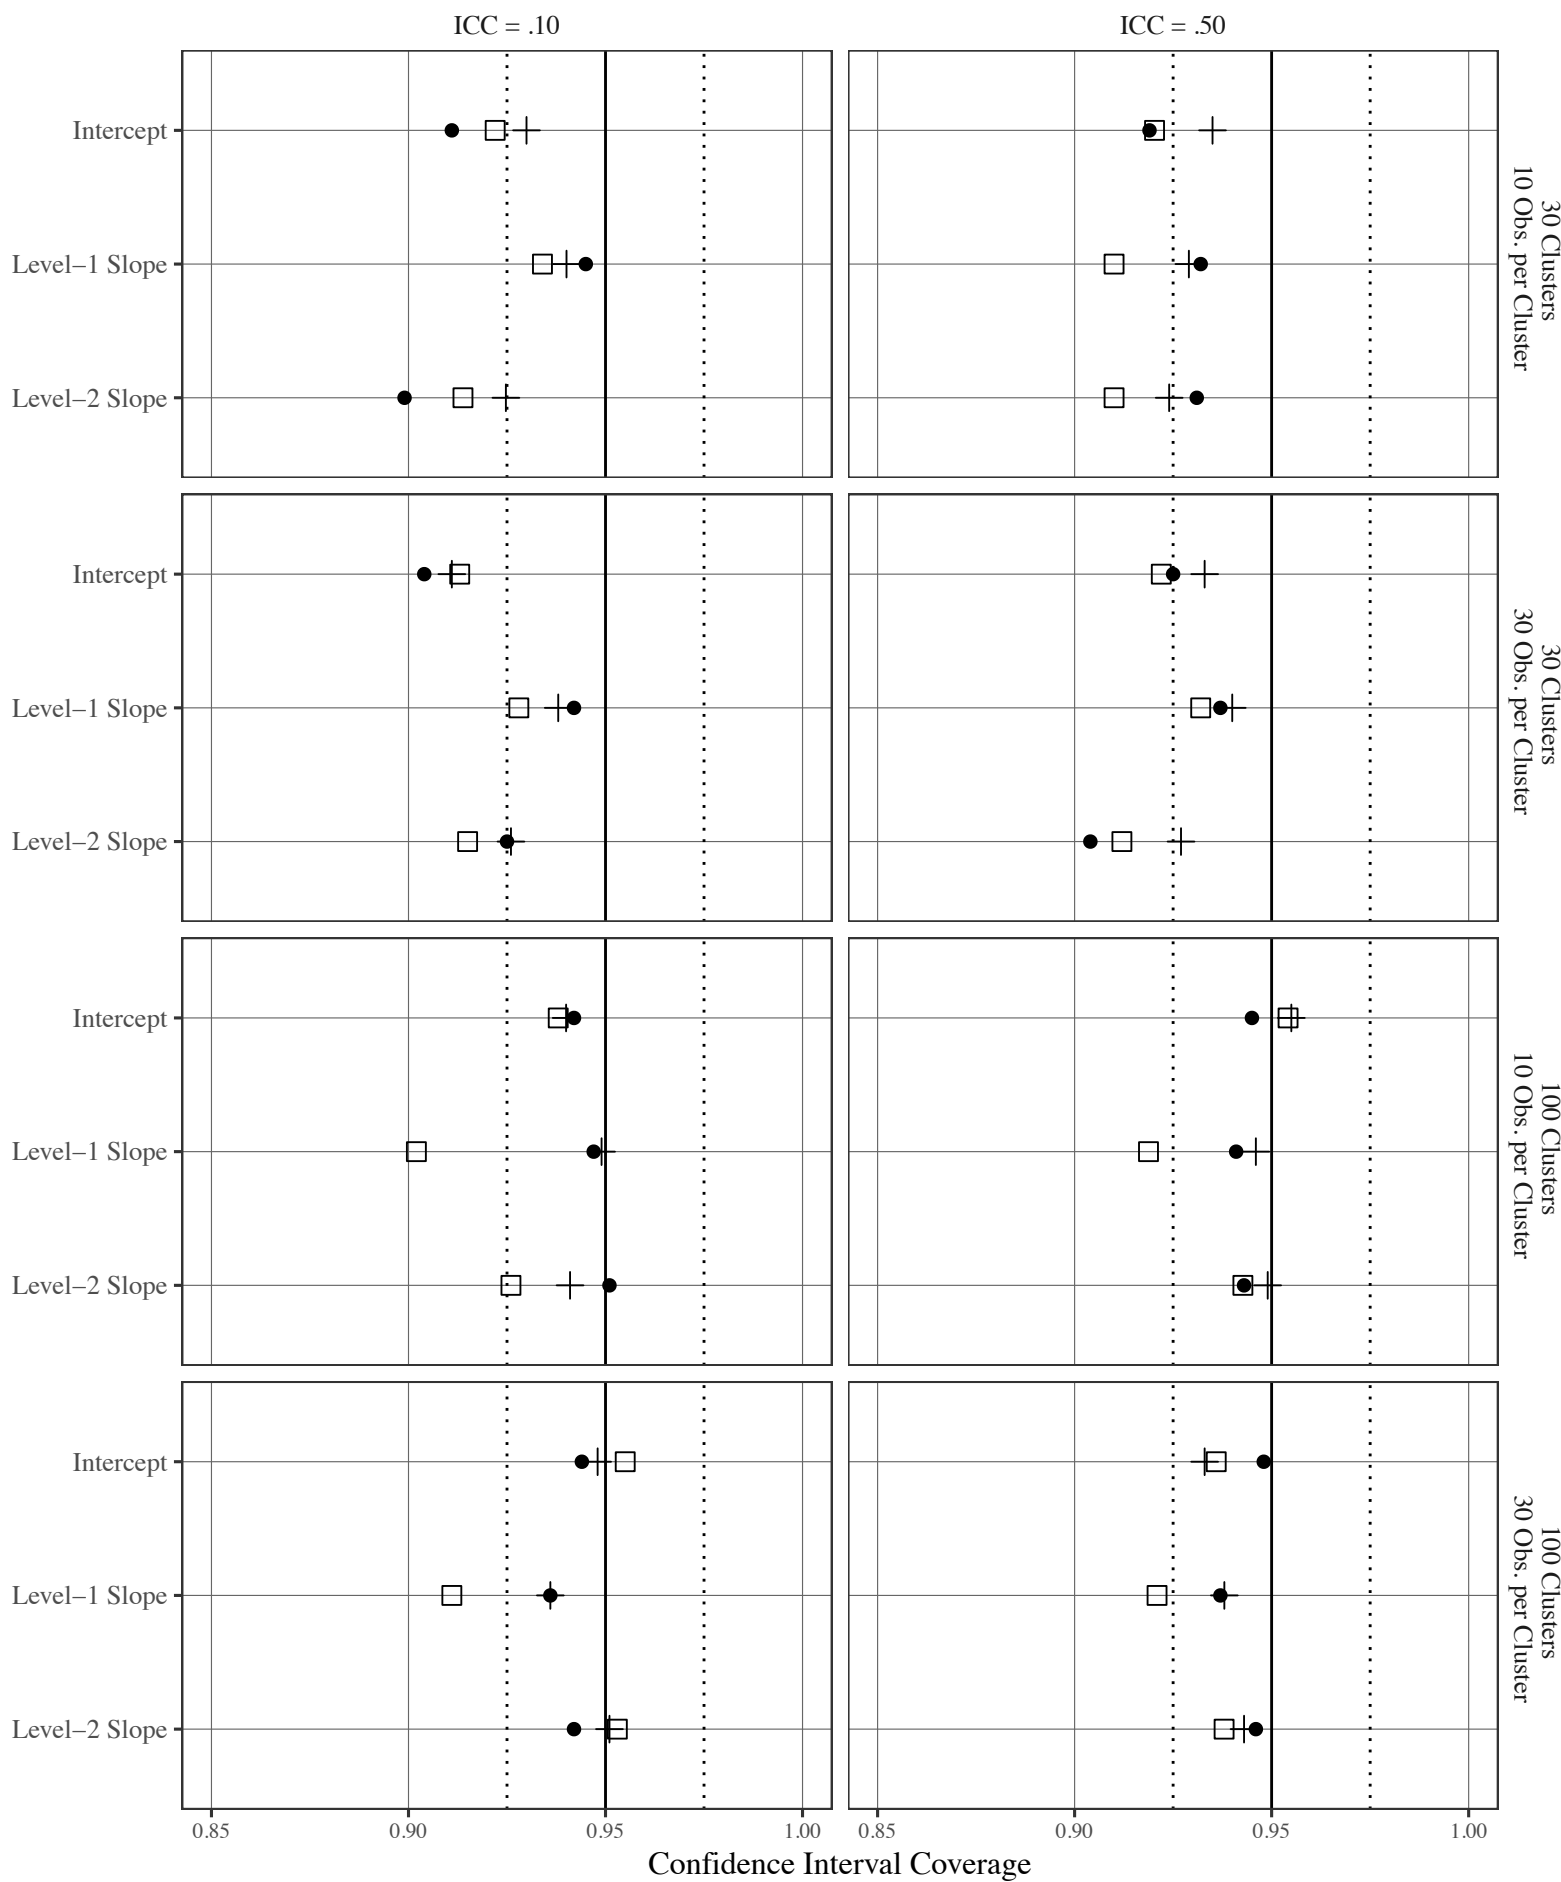 ICC = .10
ICC = .50
Intercept
Level−1 Slope
Level−2 Slope
30 Clusters
10 Obs. per Cluster
Intercept
Level−1 Slope
Level−2 Slope
30 Clusters
30 Obs. per Cluster
Intercept
Level−1 Slope
Level−2 Slope
100 Clusters
10 Obs. per Cluster
Intercept
Level−1 Slope
Level−2 Slope
100 Clusters
30 Obs. per Cluster
0.85 0.90 0.95 1.00 0.85 0.90 0.95 1.00
Confidence Interval Coverage